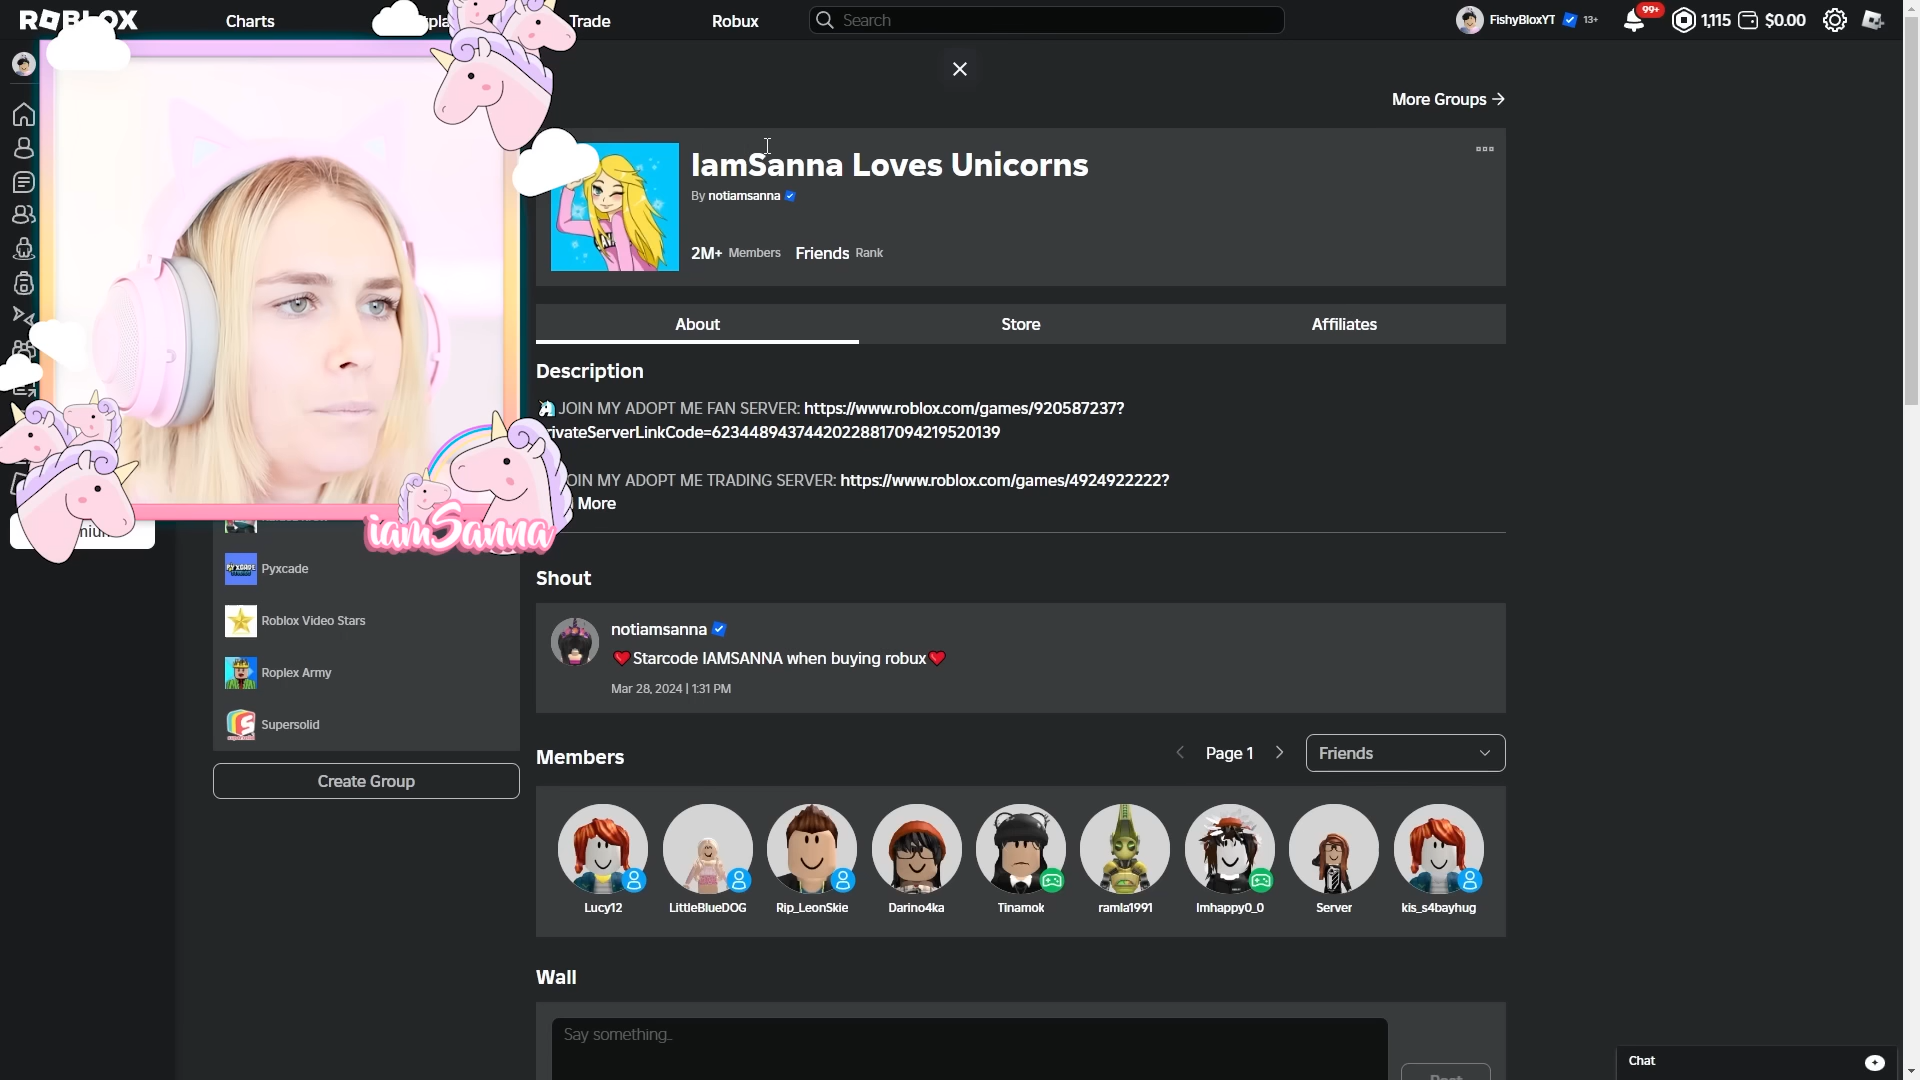 ROBLOX
Charts
Trade
Robux
Search
FishyBloxYT
13+
99+
1,115
$0.00
More Groups
IamSanna Loves Unicorns
By notiamsanna
2M+ Members
Friends Rank
About
Store
Affiliates
Description
JOIN MY ADOPT ME FAN SERVER: https://www.roblox.com/games/920587237?
rivateServerLinkCode=62344894374420228817094219520139
OIN MY ADOPT ME TRADING SERVER: https://www.roblox.com/games/4924922222?
More
iamSanna
Pyxcade
Roblox Video Stars
Roplex Army
Supersolid
Create Group
Shout
notiamsanna
❤Starcode IAMSANNA when buying robux❤
Mar 28, 2024 | 1:31 PM
Members
Page 1
Friends
Lucy12
LittleBlueDOG
Rip_LeonSkie
Darino4ka
Tinamok
ramla1991
Imhappy0_0
Server
kis_s4bayhug
Wall
Say something...
Chat